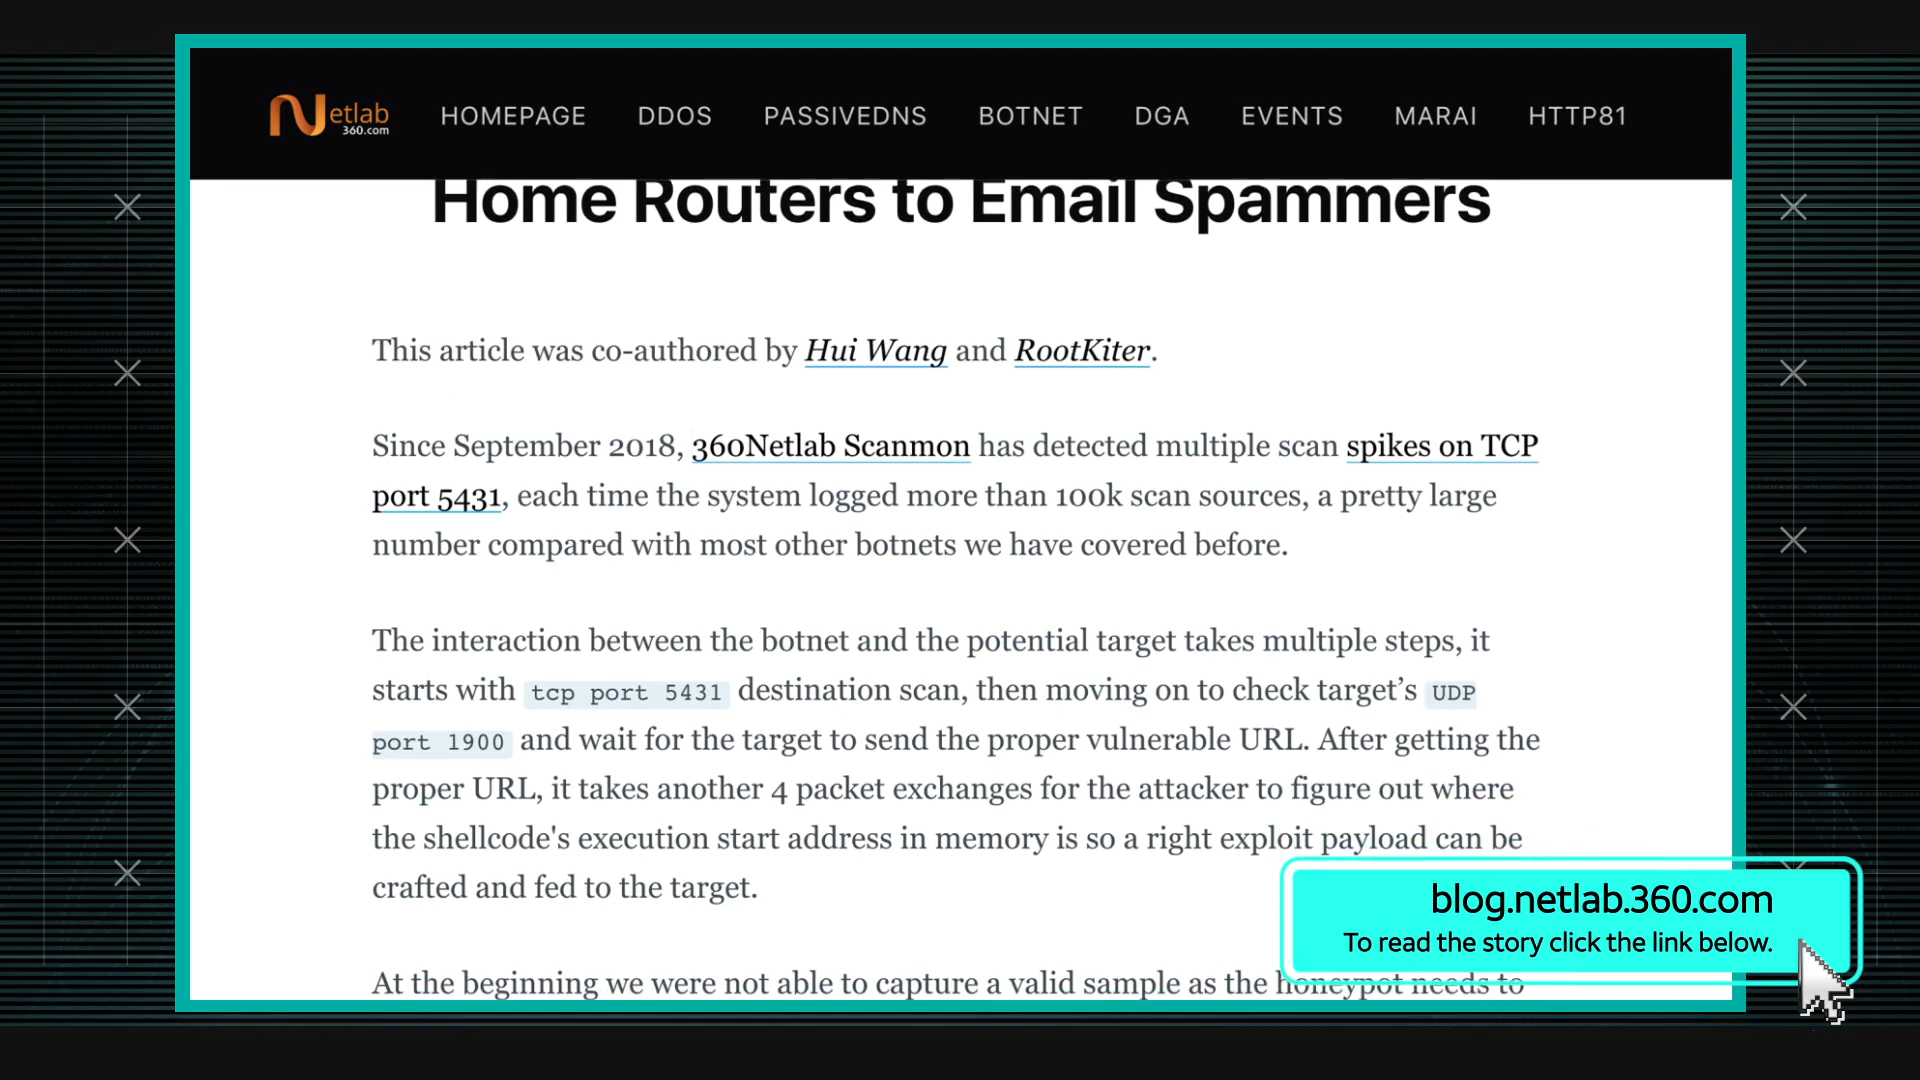 Netlab
360.com
HOMEPAGE DDOS PASSIVEDNS BOTNET DGA EVENTS MARAI HTTP81
Home Routers to Email Spammers
This article was co-authored by Hui Wang and RootKiter.
Since September 2018, 360Netlab Scanmon has detected multiple scan spikes on TCP
port 5431, each time the system logged more than 100k scan sources, a pretty large
number compared with most other botnets we have covered before.
The interaction between the botnet and the potential target takes multiple steps, it
starts with tcp port 5431 destination scan, then moving on to check target’s UDP
port 1900 and wait for the target to send the proper vulnerable URL. After getting the
proper URL, it takes another 4 packet exchanges for the attacker to figure out where
the shellcode's execution start address in memory is so a right exploit payload can be
crafted and fed to the target.
At the beginning we were not able to capture a valid sample as the honeypot needs to
blog.netlab.360.com
To read the story click the link below.